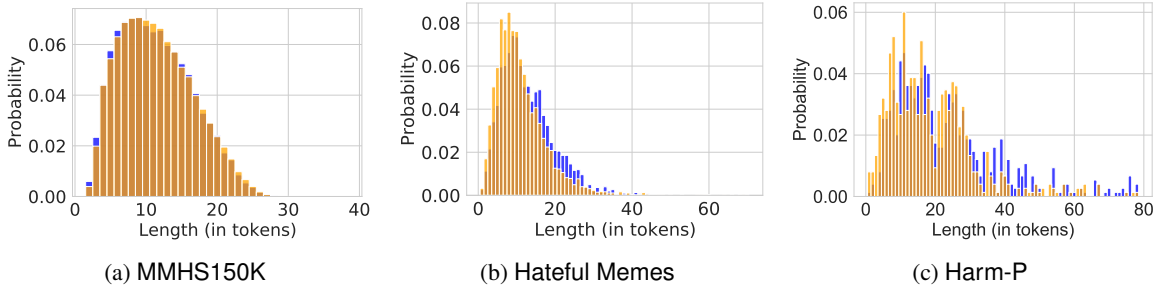 Probability
0.06
0.04
0.02
0.00
0 10 20 30 40
Length (in tokens)
(a) MMHS150K
Probability
0.08
0.06
0.04
0.02
0.00
0 20 40 60
Length (in tokens)
(b) Hateful Memes
Probability
0.06
0.04
0.02
0.00
0 20 40 60 80
Length (in tokens)
(c) Harm-P